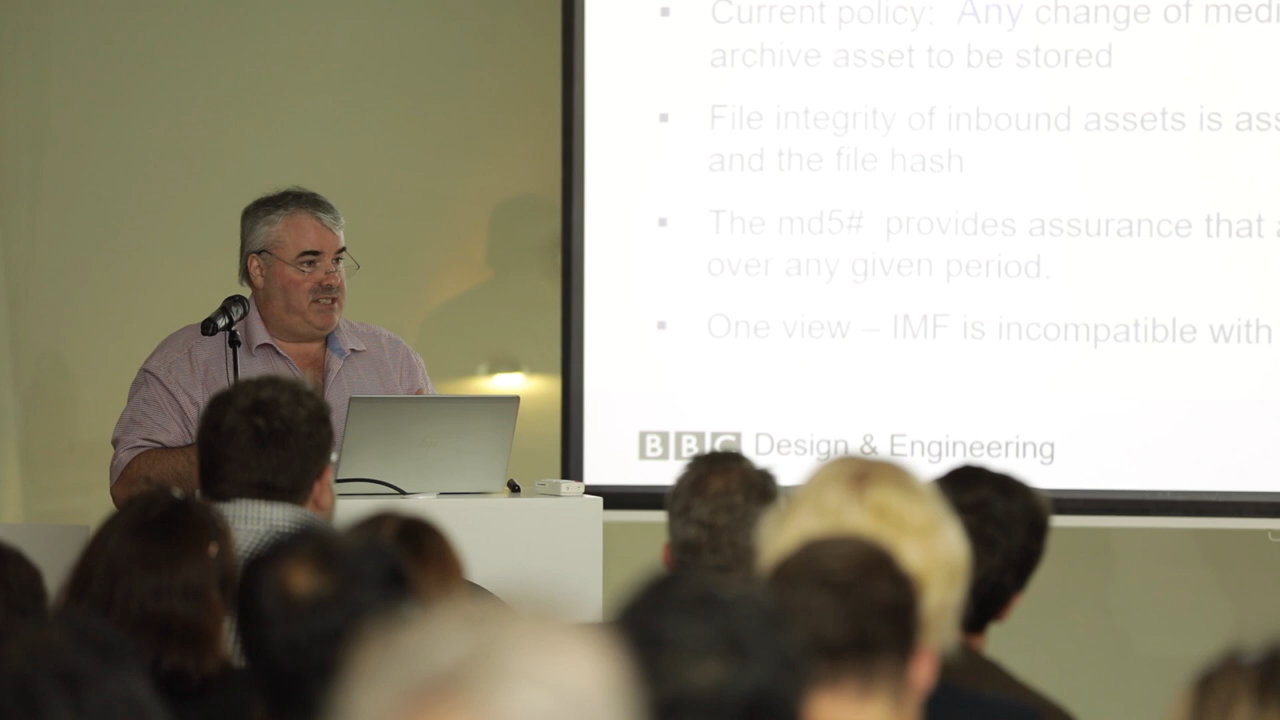 ▪ Current policy: Any change of medi
archive asset to be stored
▪ File integrity of inbound assets is ass
and the file hash
▪ The md5# provides assurance that a
over any given period.
▪ One view – IMF is incompatible with
BBC Design & Engineering